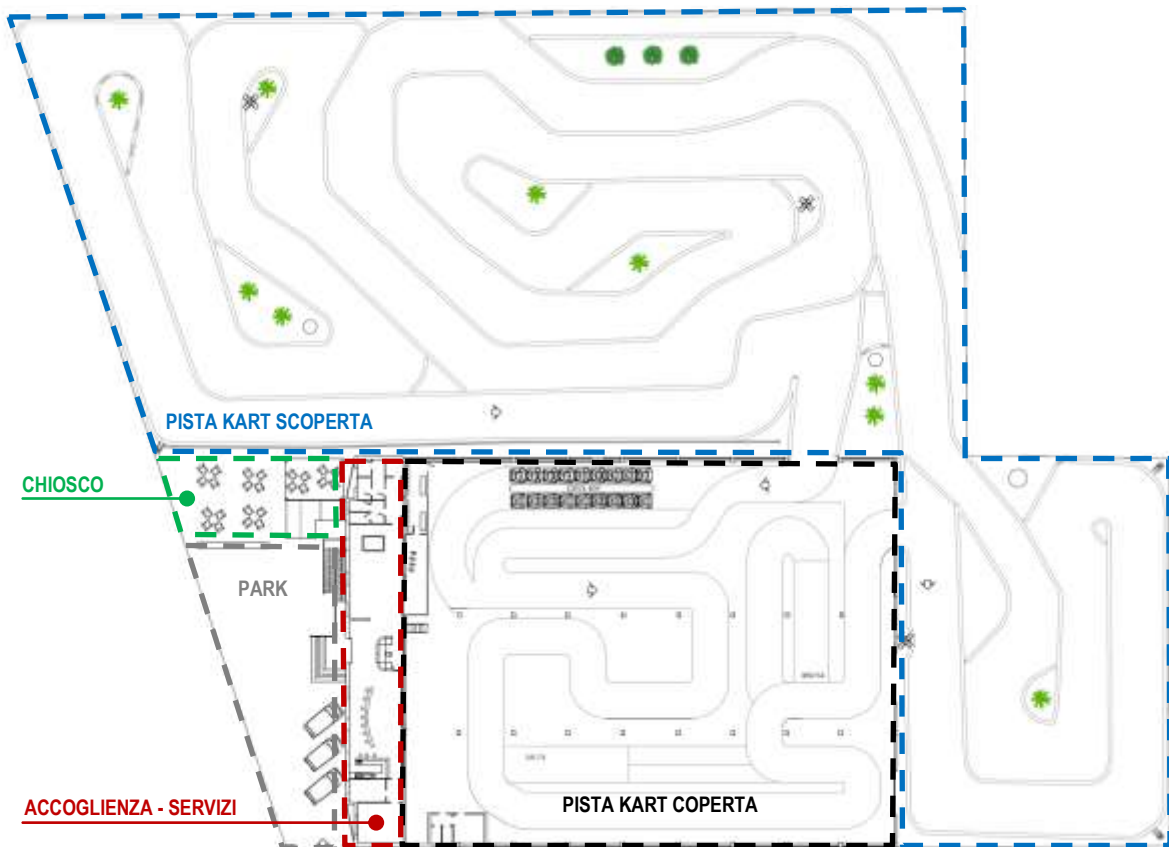 PISTA KART SCOPERTA
CHIOSCO
PARK
ACCOGLIENZA - SERVIZI
PISTA KART COPERTA